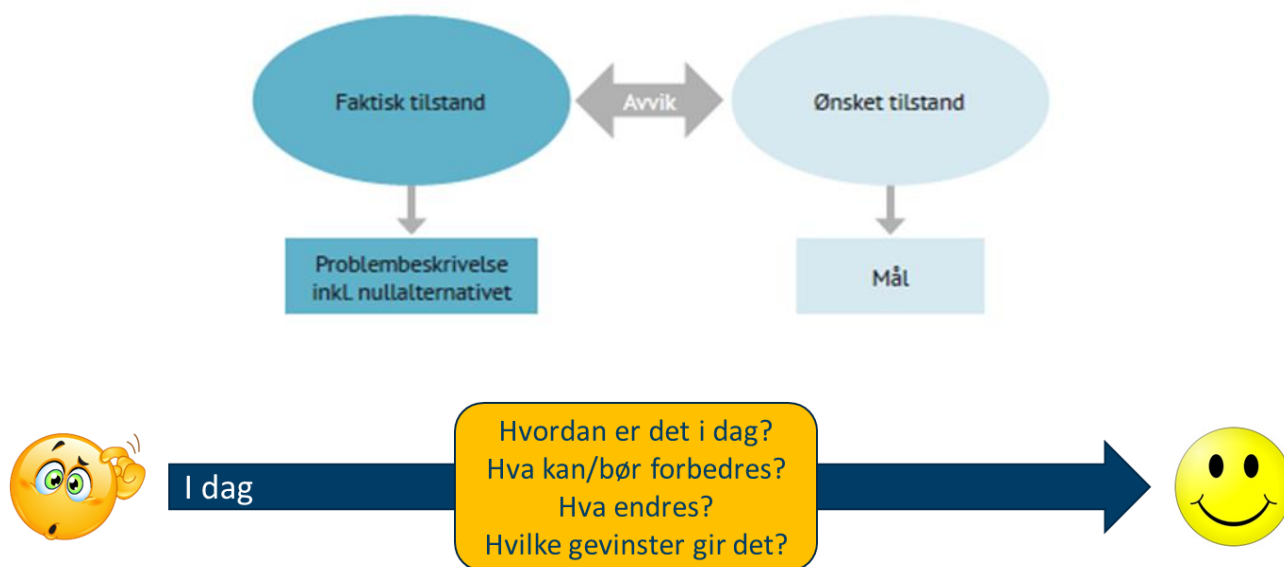 Faktisk tilstand
Avvik
Ønsket tilstand
Problembeskrivelse
inkl. nullalternativet
Mål
I dag
Hvordan er det i dag?
Hva kan/bør forbedres?
Hva endres?
Hvilke gevinster gir det?